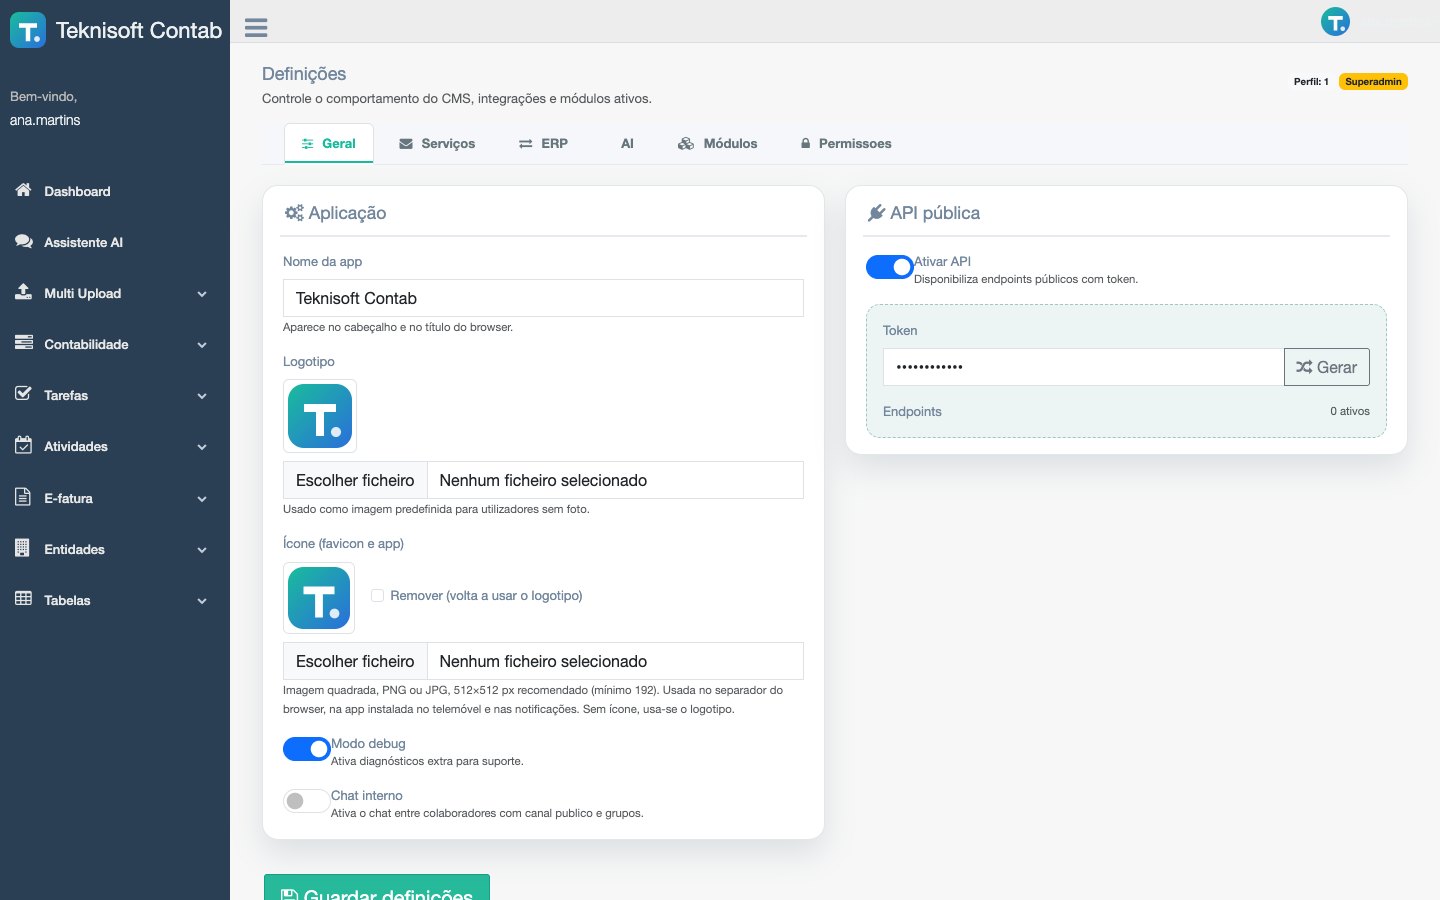 T.
Teknisoft Contab
T.
Bem-vindo,
ana.martins
Dashboard
Assistente AI
Multi Upload
Contabilidade
Tarefas
Atividades
E-fatura
Entidades
Tabelas
Definições
Controle o comportamento do CMS, integrações e módulos ativos.
Perfil: 1 Superadmin
Geral Serviços ERP AI Módulos Permissoes
Aplicação
Nome da app
Teknisoft Contab
Aparece no cabeçalho e no título do browser.
Logotipo
T.
Escolher ficheiro Nenhum ficheiro selecionado
Usado como imagem predefinida para utilizadores sem foto.
Ícone (favicon e app)
T.
Remover (volta a usar o logotipo)
Escolher ficheiro Nenhum ficheiro selecionado
Imagem quadrada, PNG ou JPG, 512×512 px recomendado (mínimo 192). Usada no separador do
browser, na app instalada no telemóvel e nas notificações. Sem ícone, usa-se o logotipo.
Modo debug
Ativa diagnósticos extra para suporte.
Chat interno
Ativa o chat entre colaboradores com canal publico e grupos.
Guardar definições
API pública
Ativar API
Disponibiliza endpoints públicos com token.
Token
••••••••••••
Gerar
Endpoints
0 ativos